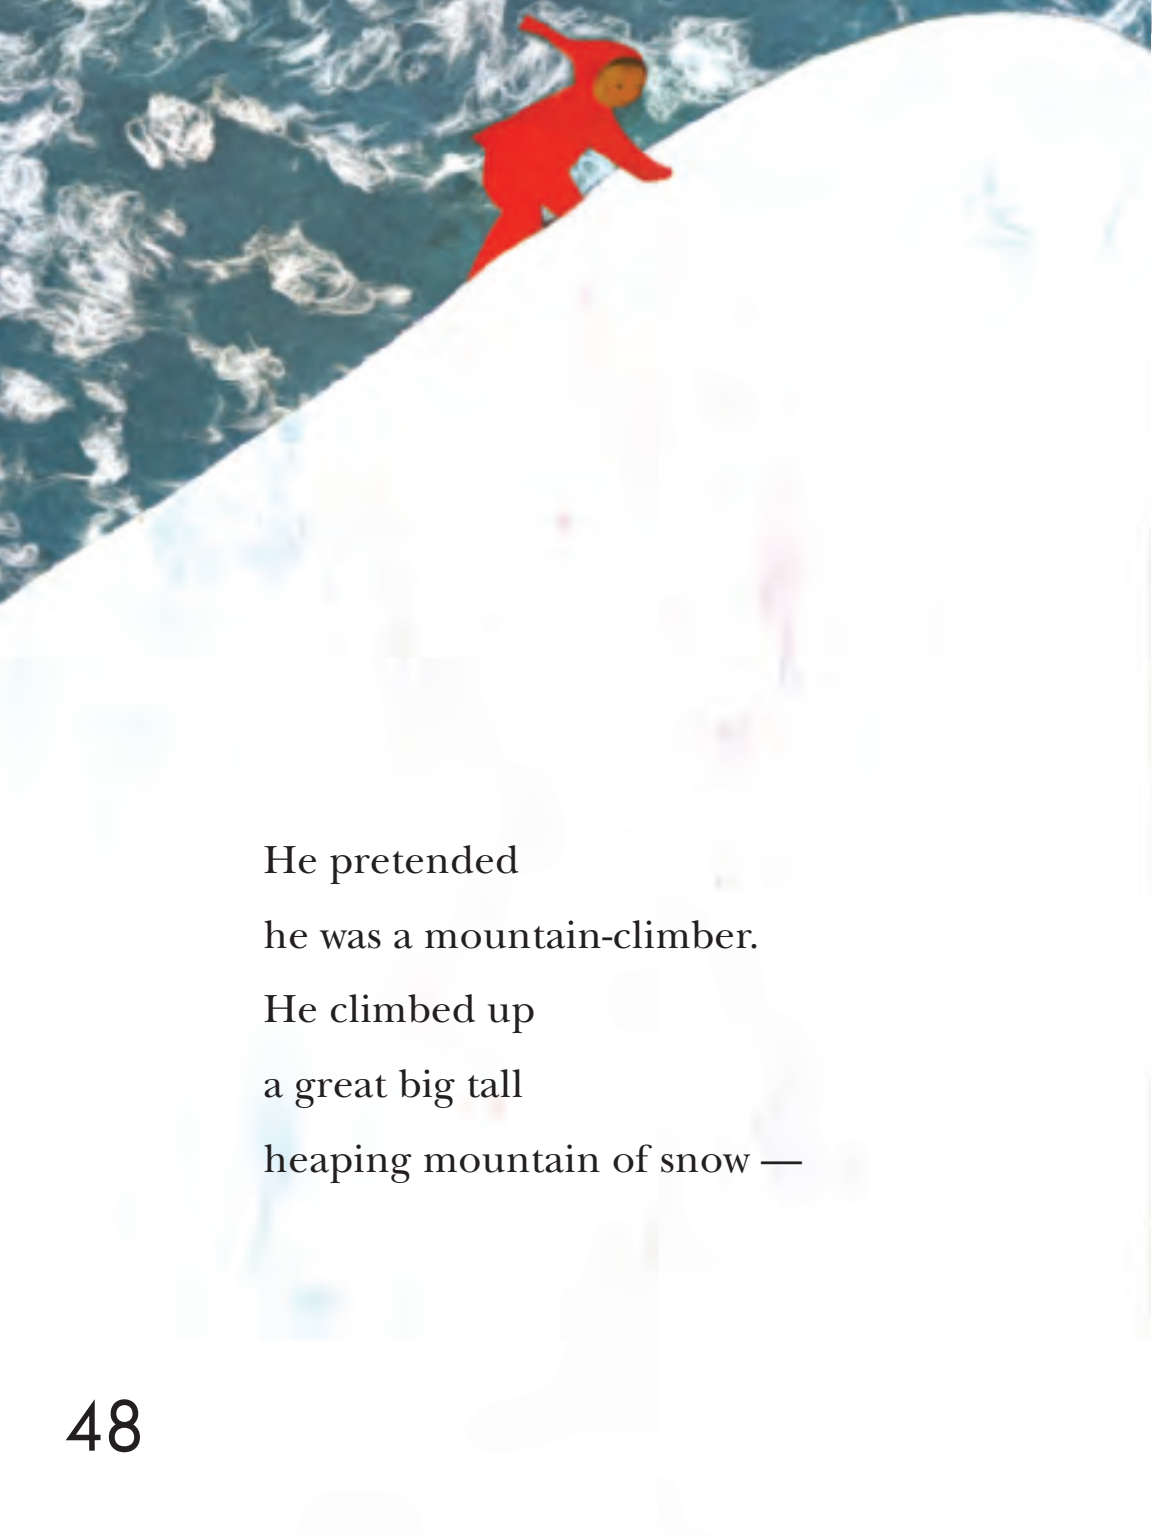 He pretended
he was a mountain-climber.
He climbed up
a great big tall
heaping mountain of snow —
48